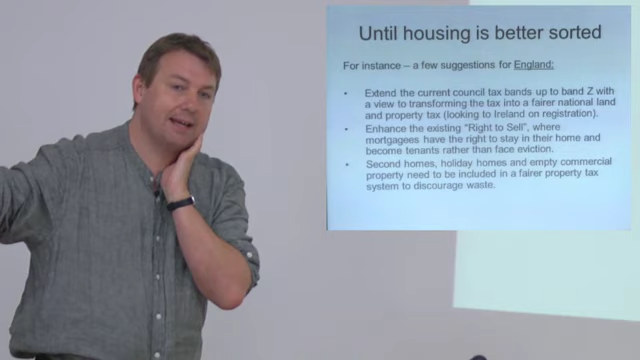 Until housing is better sorted
For instance – a few suggestions for England:
• Extend the current council tax bands up to band Z with
a view to transforming the tax into a fairer national land
and property tax (looking to Ireland on registration).
• Enhance the existing "Right to Sell", where
mortgagees have the right to stay in their home and
become tenants rather than face eviction.
• Second homes, holiday homes and empty commercial
property need to be included in a fairer property tax
system to discourage waste.